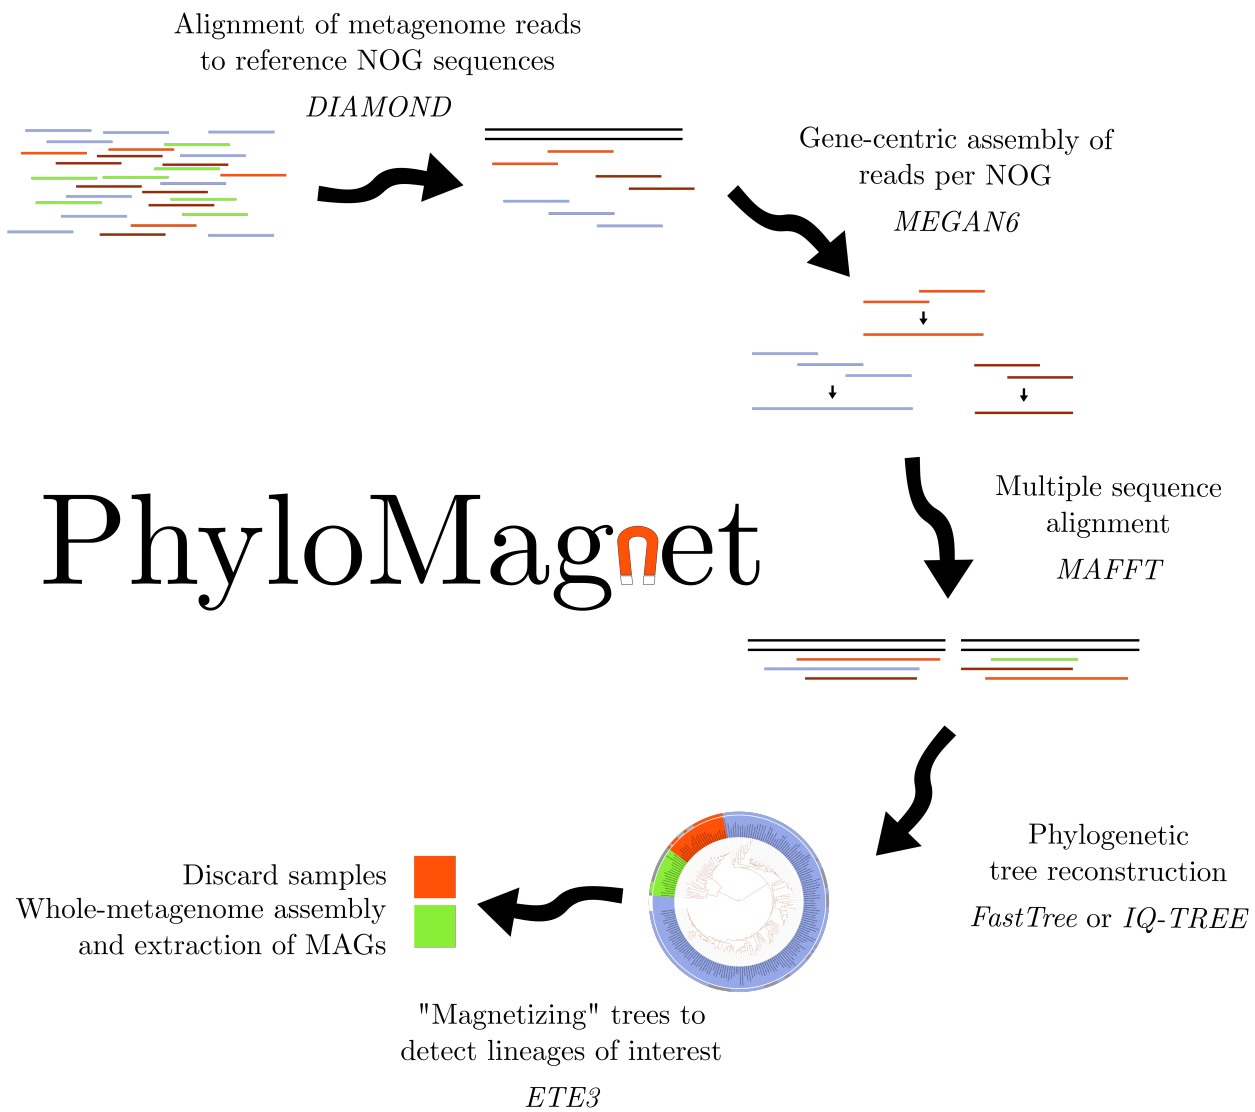 Alignment of metagenome reads
to reference NOG sequences
DIAMOND
Gene-centric assembly of
reads per NOG
MEGAN6
Multiple sequence
alignment
MAFFT
PhyloMagnet
Phylogenetic
tree reconstruction
FastTree or IQ-TREE
Discard samples
Whole-metagenome assembly
and extraction of MAGs
"Magnetizing" trees to
detect lineages of interest
ETE3